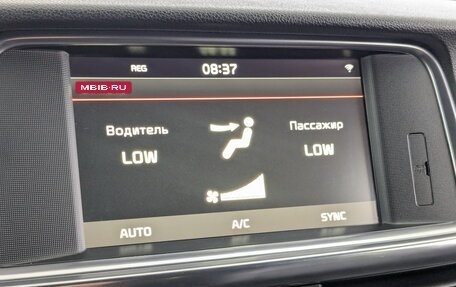 REG 08:37
MBIB.RU
Водитель Пассажир
LOW LOW
AUTO A/C SYNC